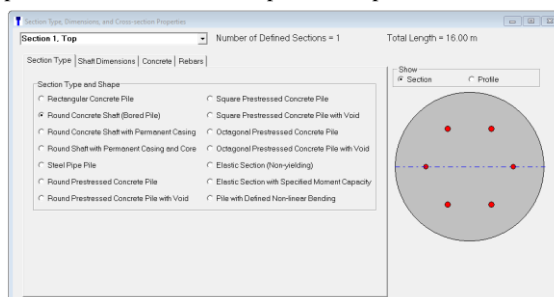 Section Type, Dimensions, and Cross-section Properties
Section 1, Top
Number of Defined Sections = 1
Total Length = 16.00 m
Section Type
Shaft Dimensions
Concrete
Rebars
Show
Section
Profile
Section Type and Shape
Rectangular Concrete Pile
Square Prestressed Concrete Pile
Round Concrete Shaft (Bored Pile)
Square Prestressed Concrete Pile with Void
Round Concrete Shaft with Permanent Casing
Octagonal Prestressed Concrete Pile
Round Shaft with Permanent Casing and Core
Octagonal Prestressed Concrete Pile with Void
Steel Pipe Pile
Elastic Section (Non-yielding)
Round Prestressed Concrete Pile
Elastic Section with Specified Moment Capacity
Round Prestressed Concrete Pile with Void
Pile with Defined Non-linear Bending